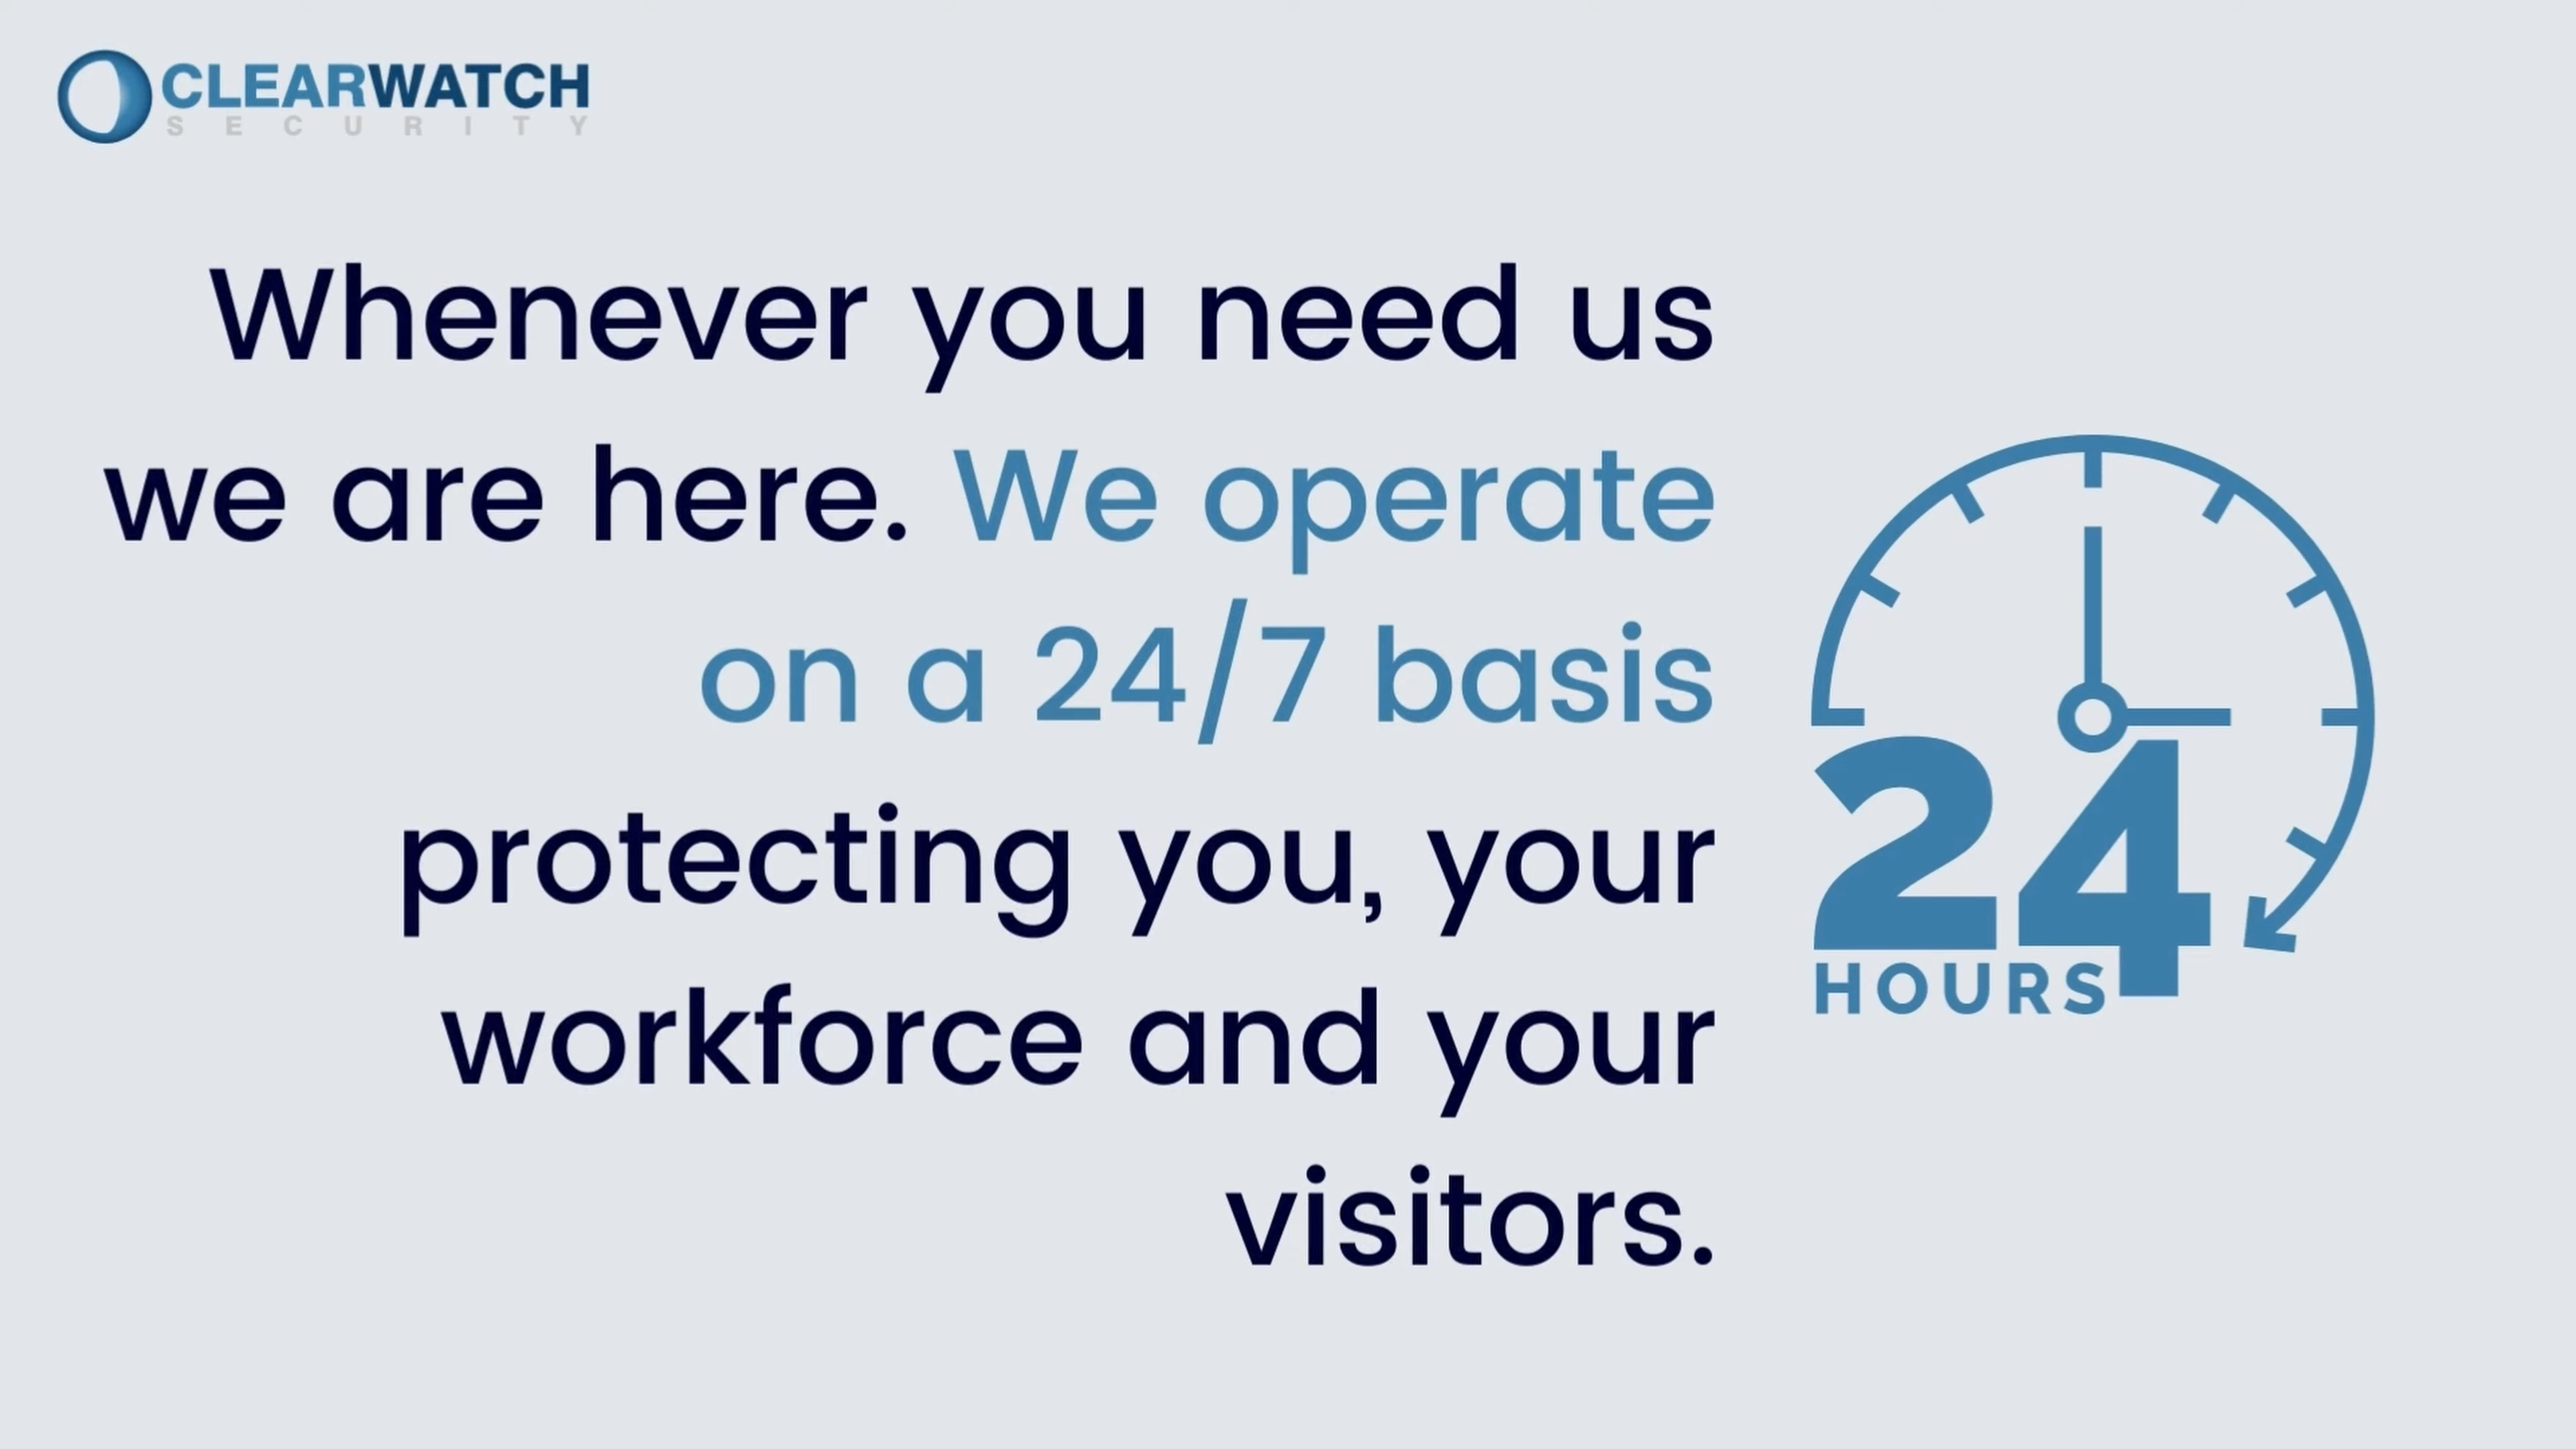 CLEARWATCH
SECURITY
Whenever you need us
we are here. We operate
on a 24/7 basis
protecting you, your
workforce and your
visitors.
24
HOURS